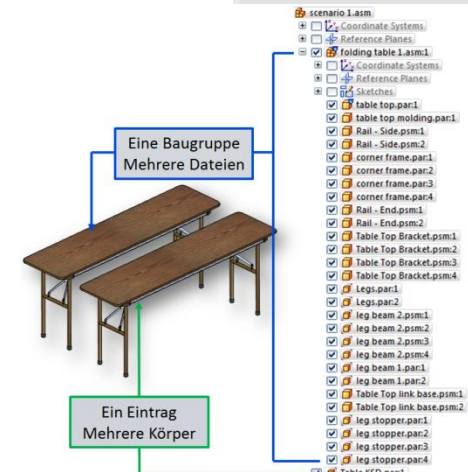 scenario 1.asm
Coordinate Systems
Reference Planes
folding table 1.asm:1
Coordinate Systems
Reference Planes
Sketches
table top.par:1
table top molding.par:1
Rail - Side.psm:1
Rail - Side.psm:2
corner frame.par:1
corner frame.par:2
corner frame.par:3
corner frame.par:4
Rail - End.psm:1
Rail - End.psm:2
Table Top Bracket.psm:1
Table Top Bracket.psm:2
Table Top Bracket.psm:3
Table Top Bracket.psm:4
Legs.par:1
Legs.par:2
leg beam 2.psm:1
leg beam 2.psm:2
leg beam 2.psm:3
leg beam 2.psm:4
leg beam 1.par:1
leg beam 1.par:2
Table Top link base.psm:1
Table Top link base.psm:2
leg stopper.par:1
leg stopper.par:2
leg stopper.par:3
leg stopper.par:4
Eine Baugruppe
Mehrere Dateien
Ein Eintrag
Mehrere Körper